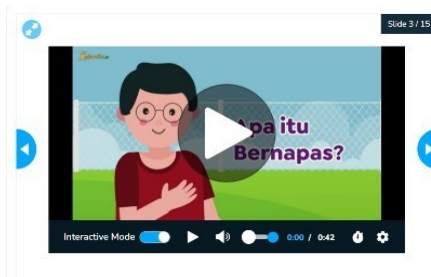 Slide 3 / 15
Apa itu
Bernapas?
Interactive Mode
0:00 / 0:42